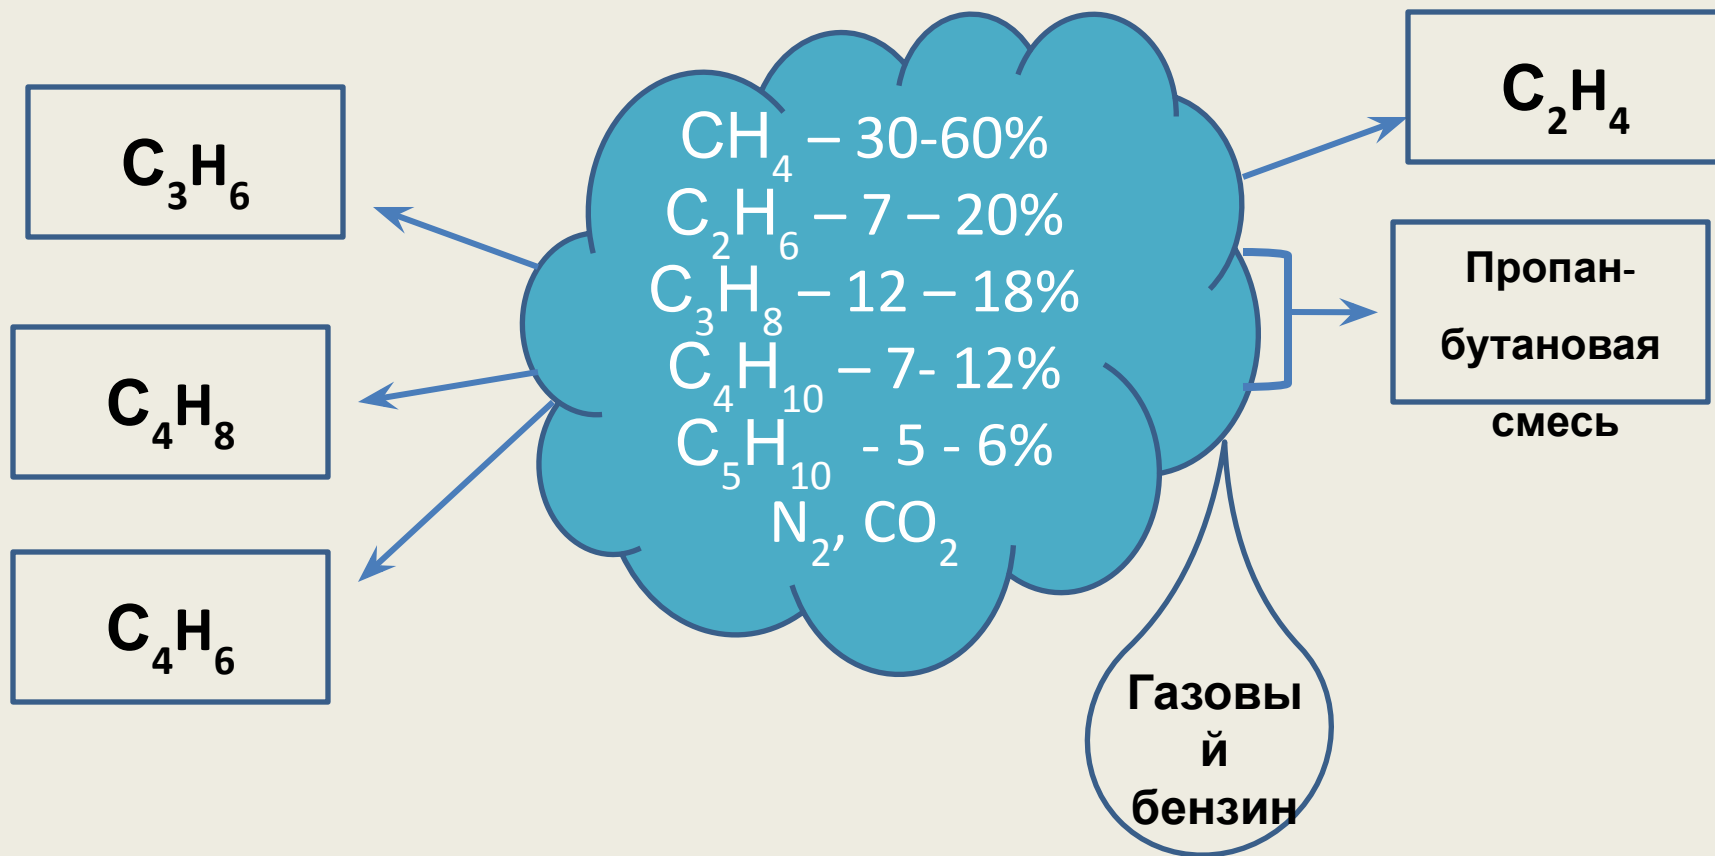 C₃H₆
C₄H₈
C₄H₆
CH₄ – 30-60%
C₂H₆ – 7 – 20%
C₃H₈ – 12 – 18%
C₄H₁₀ – 7- 12%
C₅H₁₀ - 5 - 6%
N₂, CO₂
C₂H₄
Пропан-
бутановая
смесь
Газовы
й
бензин